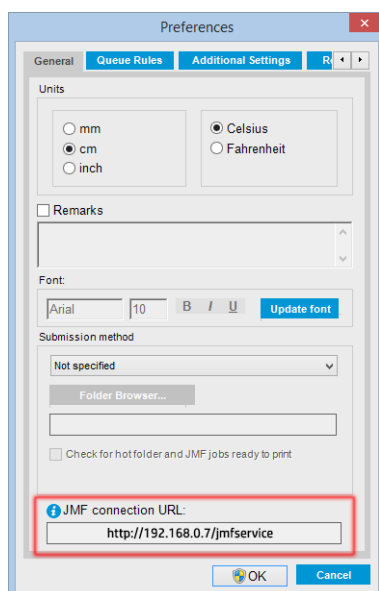 Preferences
General Queue Rules Additional Settings
Units
mm Celsius
cm Fahrenheit
inch
Remarks
Font:
Arial 10 B I U Update font
Submission method
Not specified
Folder Browser...
Check for hot folder and JMF jobs ready to print
JMF connection URL:
http://192.168.0.7/jmfservice
OK Cancel